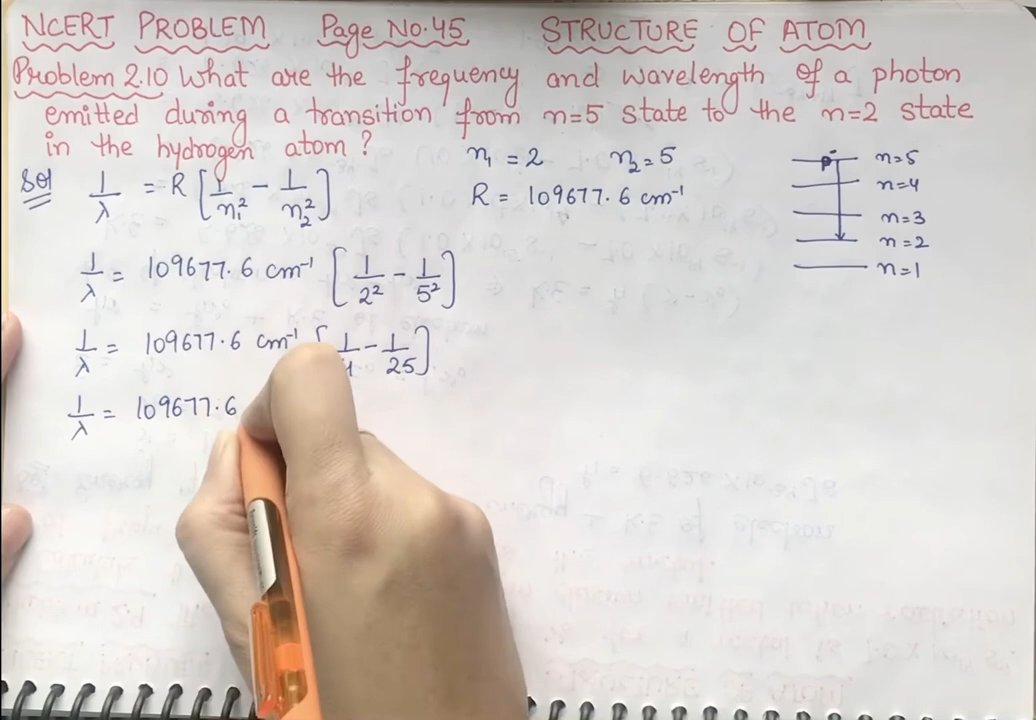 NCERT PROBLEM Page No.45 STRUCTURE OF ATOM
Problem 2.10 What are the frequency and wavelength of a photon
emitted during a transition from n=5 state to the n=2 state
in the hydrogen atom ?
n₁ = 2 n₂ = 5
Sol 1/λ = R [1/n₁² - 1/n₂²]
R = 109677.6 cm⁻¹
n=5
n=4
n=3
n=2
n=1
1/λ = 109677.6 cm⁻¹ [1/2² - 1/5²]
1/λ = 109677.6 cm⁻¹ [1/4 - 1/25]
1/λ = 109677.6